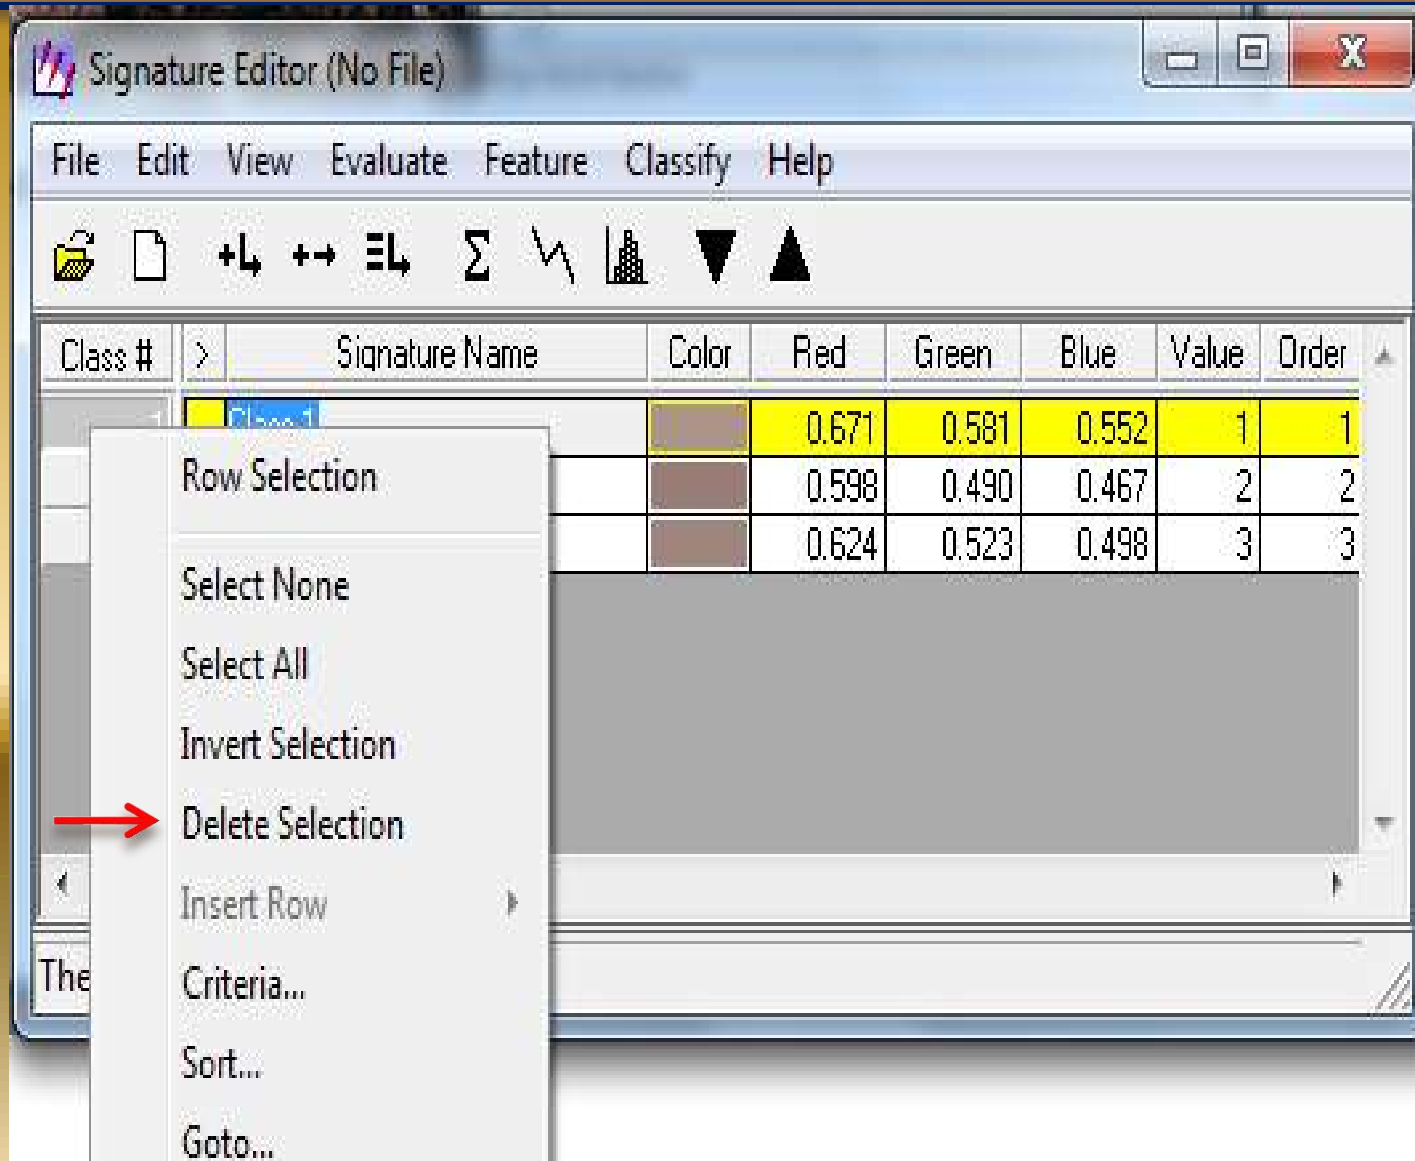 Signature Editor (No File)
File Edit View Evaluate Feature Classify Help
Class # > Signature Name Color Red Green Blue Value Order
Class 1 0.671 0.581 0.552 1 1
0.598 0.490 0.467 2 2
0.624 0.523 0.498 3 3
Row Selection
Select None
Select All
Invert Selection
Delete Selection
Insert Row
Criteria...
Sort...
Goto...
The